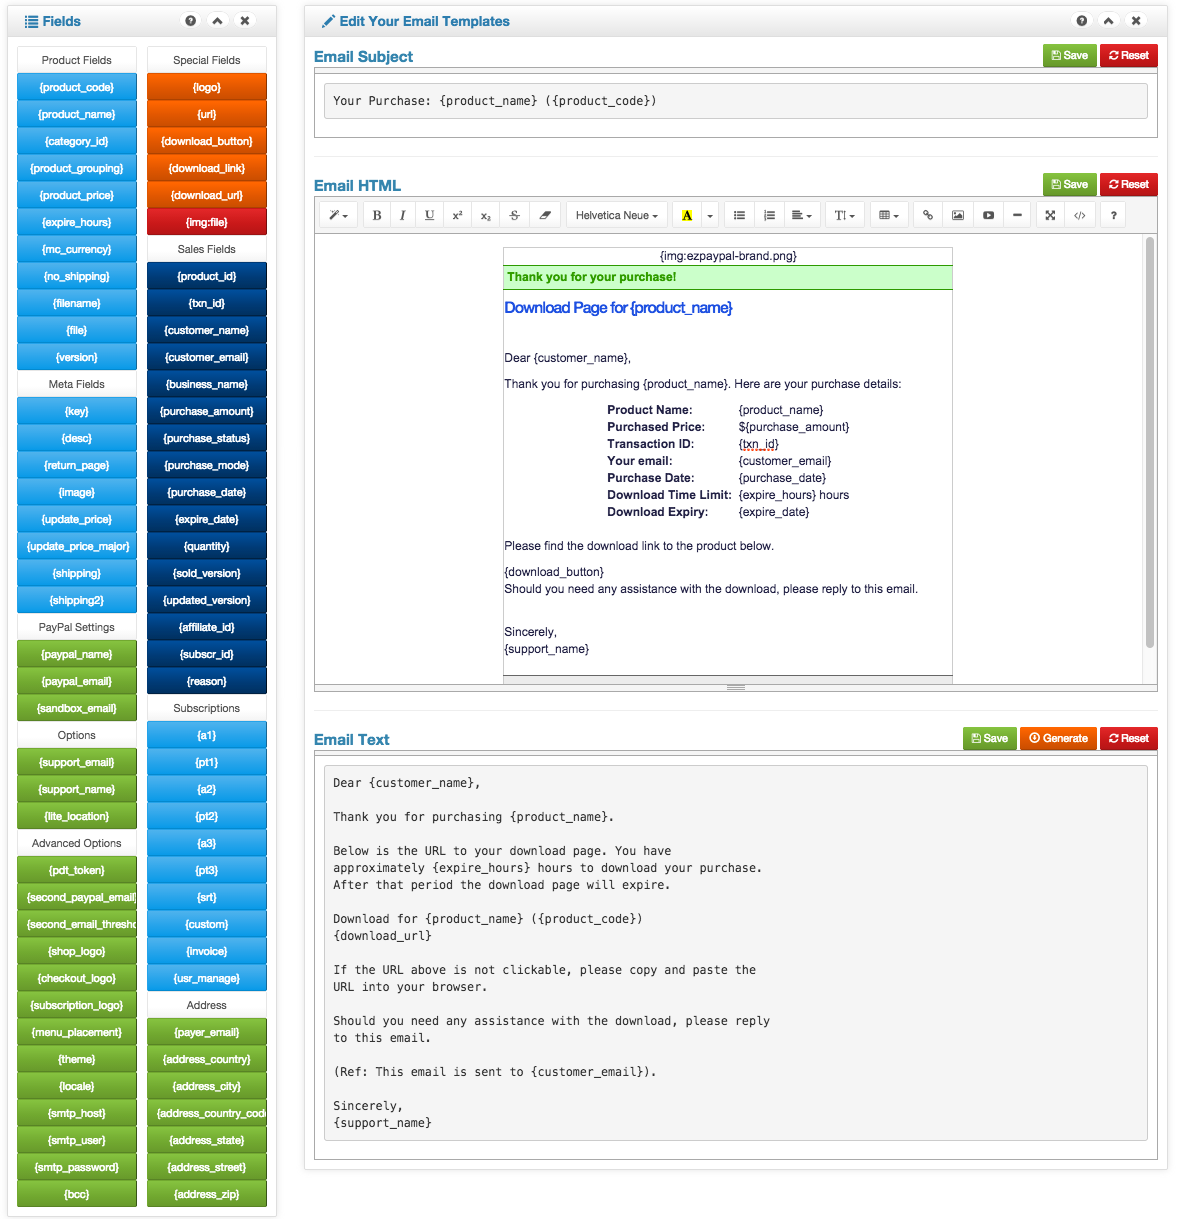 Fields
Product Fields
{product_code}
{product_name}
{category_id}
{product_grouping}
{product_price}
{expire_hours}
{mc_currency}
{no_shipping}
{filename}
{file}
{version}
Meta Fields
{key}
{desc}
{return_page}
{image}
{update_price}
{update_price_major}
{shipping}
{shipping2}
PayPal Settings
{paypal_name}
{paypal_email}
{sandbox_email}
Options
{support_email}
{support_name}
{lite_location}
Advanced Options
{pdt_token}
{second_paypal_email}
{second_email_thresho
{shop_logo}
{checkout_logo}
{subscription_logo}
{menu_placement}
{theme}
{locale}
{smtp_host}
{smtp_user}
{smtp_password}
{bcc}
Special Fields
{logo}
{url}
{download_button}
{download_link}
{download_url}
{img:file}
Sales Fields
{product_id}
{txn_id}
{customer_name}
{customer_email}
{business_name}
{purchase_amount}
{purchase_status}
{purchase_mode}
{purchase_date}
{expire_date}
{quantity}
{sold_version}
{updated_version}
{affiliate_id}
{subscr_id}
{reason}
Subscriptions
{a1}
{pt1}
{a2}
{pt2}
{a3}
{pt3}
{srt}
{custom}
{invoice}
{usr_manage}
Address
{payer_email}
{address_country}
{address_city}
{address_country_code
{address_state}
{address_street}
{address_zip}
Edit Your Email Templates
Email Subject
Save Reset
Your Purchase: {product_name} ({product_code})
Email HTML
Save Reset
B I U x² x₂ S Helvetica Neue A T! </> ?
{img:ezpaypal-brand.png}
Thank you for your purchase!
Download Page for {product_name}
Dear {customer_name},
Thank you for purchasing {product_name}. Here are your purchase details:
Product Name: {product_name}
Purchased Price: ${purchase_amount}
Transaction ID: {txn_id}
Your email: {customer_email}
Purchase Date: {purchase_date}
Download Time Limit: {expire_hours} hours
Download Expiry: {expire_date}
Please find the download link to the product below.
{download_button}
Should you need any assistance with the download, please reply to this email.
Sincerely,
{support_name}
Email Text
Save Generate Reset
Dear {customer_name},
Thank you for purchasing {product_name}.
Below is the URL to your download page. You have
approximately {expire_hours} hours to download your purchase.
After that period the download page will expire.
Download for {product_name} ({product_code})
{download_url}
If the URL above is not clickable, please copy and paste the
URL into your browser.
Should you need any assistance with the download, please reply
to this email.
(Ref: This email is sent to {customer_email}).
Sincerely,
{support_name}